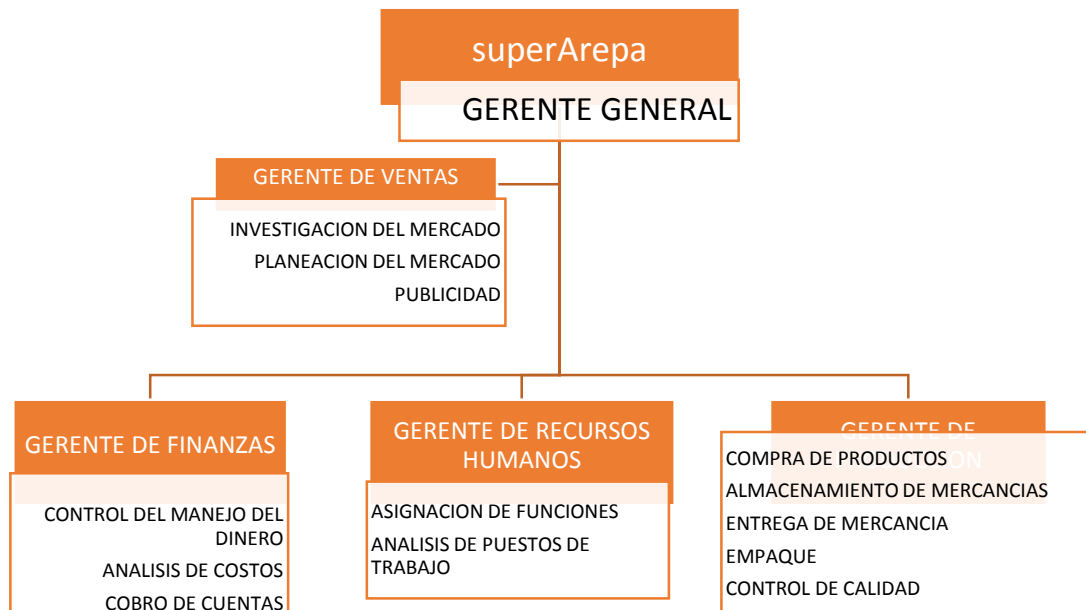 superArepa
GERENTE GENERAL
GERENTE DE VENTAS
INVESTIGACION DEL MERCADO
PLANEACION DEL MERCADO
PUBLICIDAD
GERENTE DE FINANZAS
CONTROL DEL MANEJO DEL
DINERO
ANALISIS DE COSTOS
COBRO DE CUENTAS
GERENTE DE RECURSOS
HUMANOS
ASIGNACION DE FUNCIONES
ANALISIS DE PUESTOS DE
TRABAJO
GERENTE DE
COMPRA DE PRODUCTOS
ALMACENAMIENTO DE MERCANCIAS
ENTREGA DE MERCANCIA
EMPAQUE
CONTROL DE CALIDAD